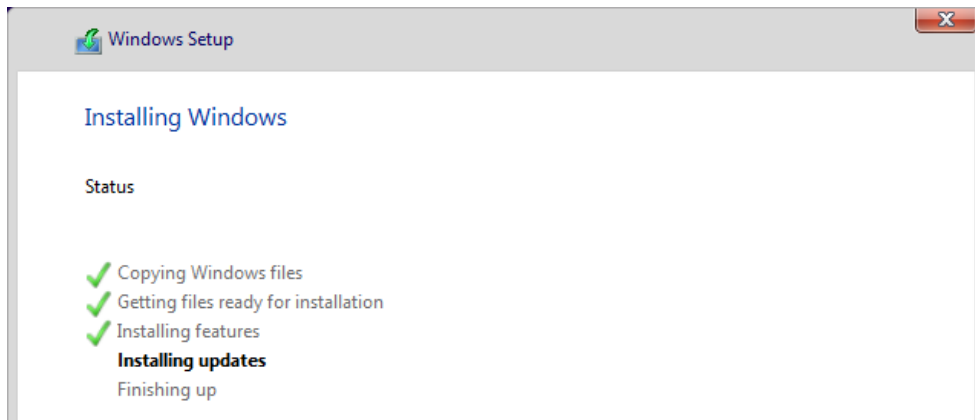 Windows Setup
Installing Windows
Status
Copying Windows files
Getting files ready for installation
Installing features
Installing updates
Finishing up